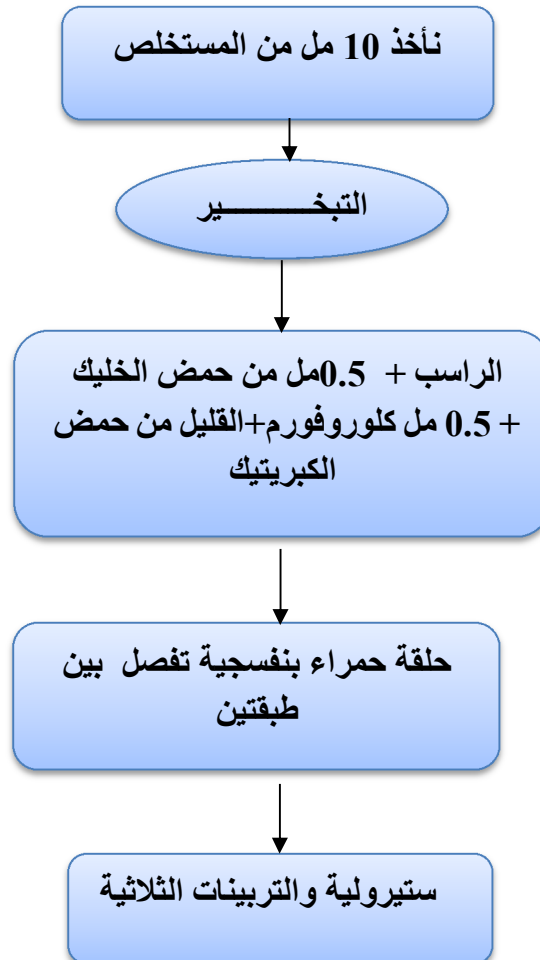 نأخذ 10 مل من المستخلص
التبخـــــــير
الراسب + 0.5مل من حمض الخليك
+ 0.5 مل كلوروفورم+القليل من حمض
الكبريتيك
حلقة حمراء بنفسجية تفصل بين
طبقتين
ستيرولية والتربينات الثلاثية